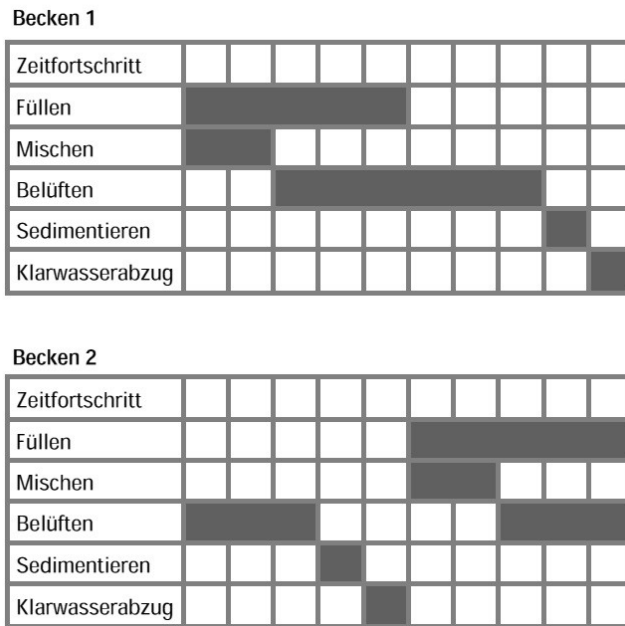 Becken 1
Zeitfortschritt
Füllen
Mischen
Belüften
Sedimentieren
Klarwasserabzug
Becken 2
Zeitfortschritt
Füllen
Mischen
Belüften
Sedimentieren
Klarwasserabzug